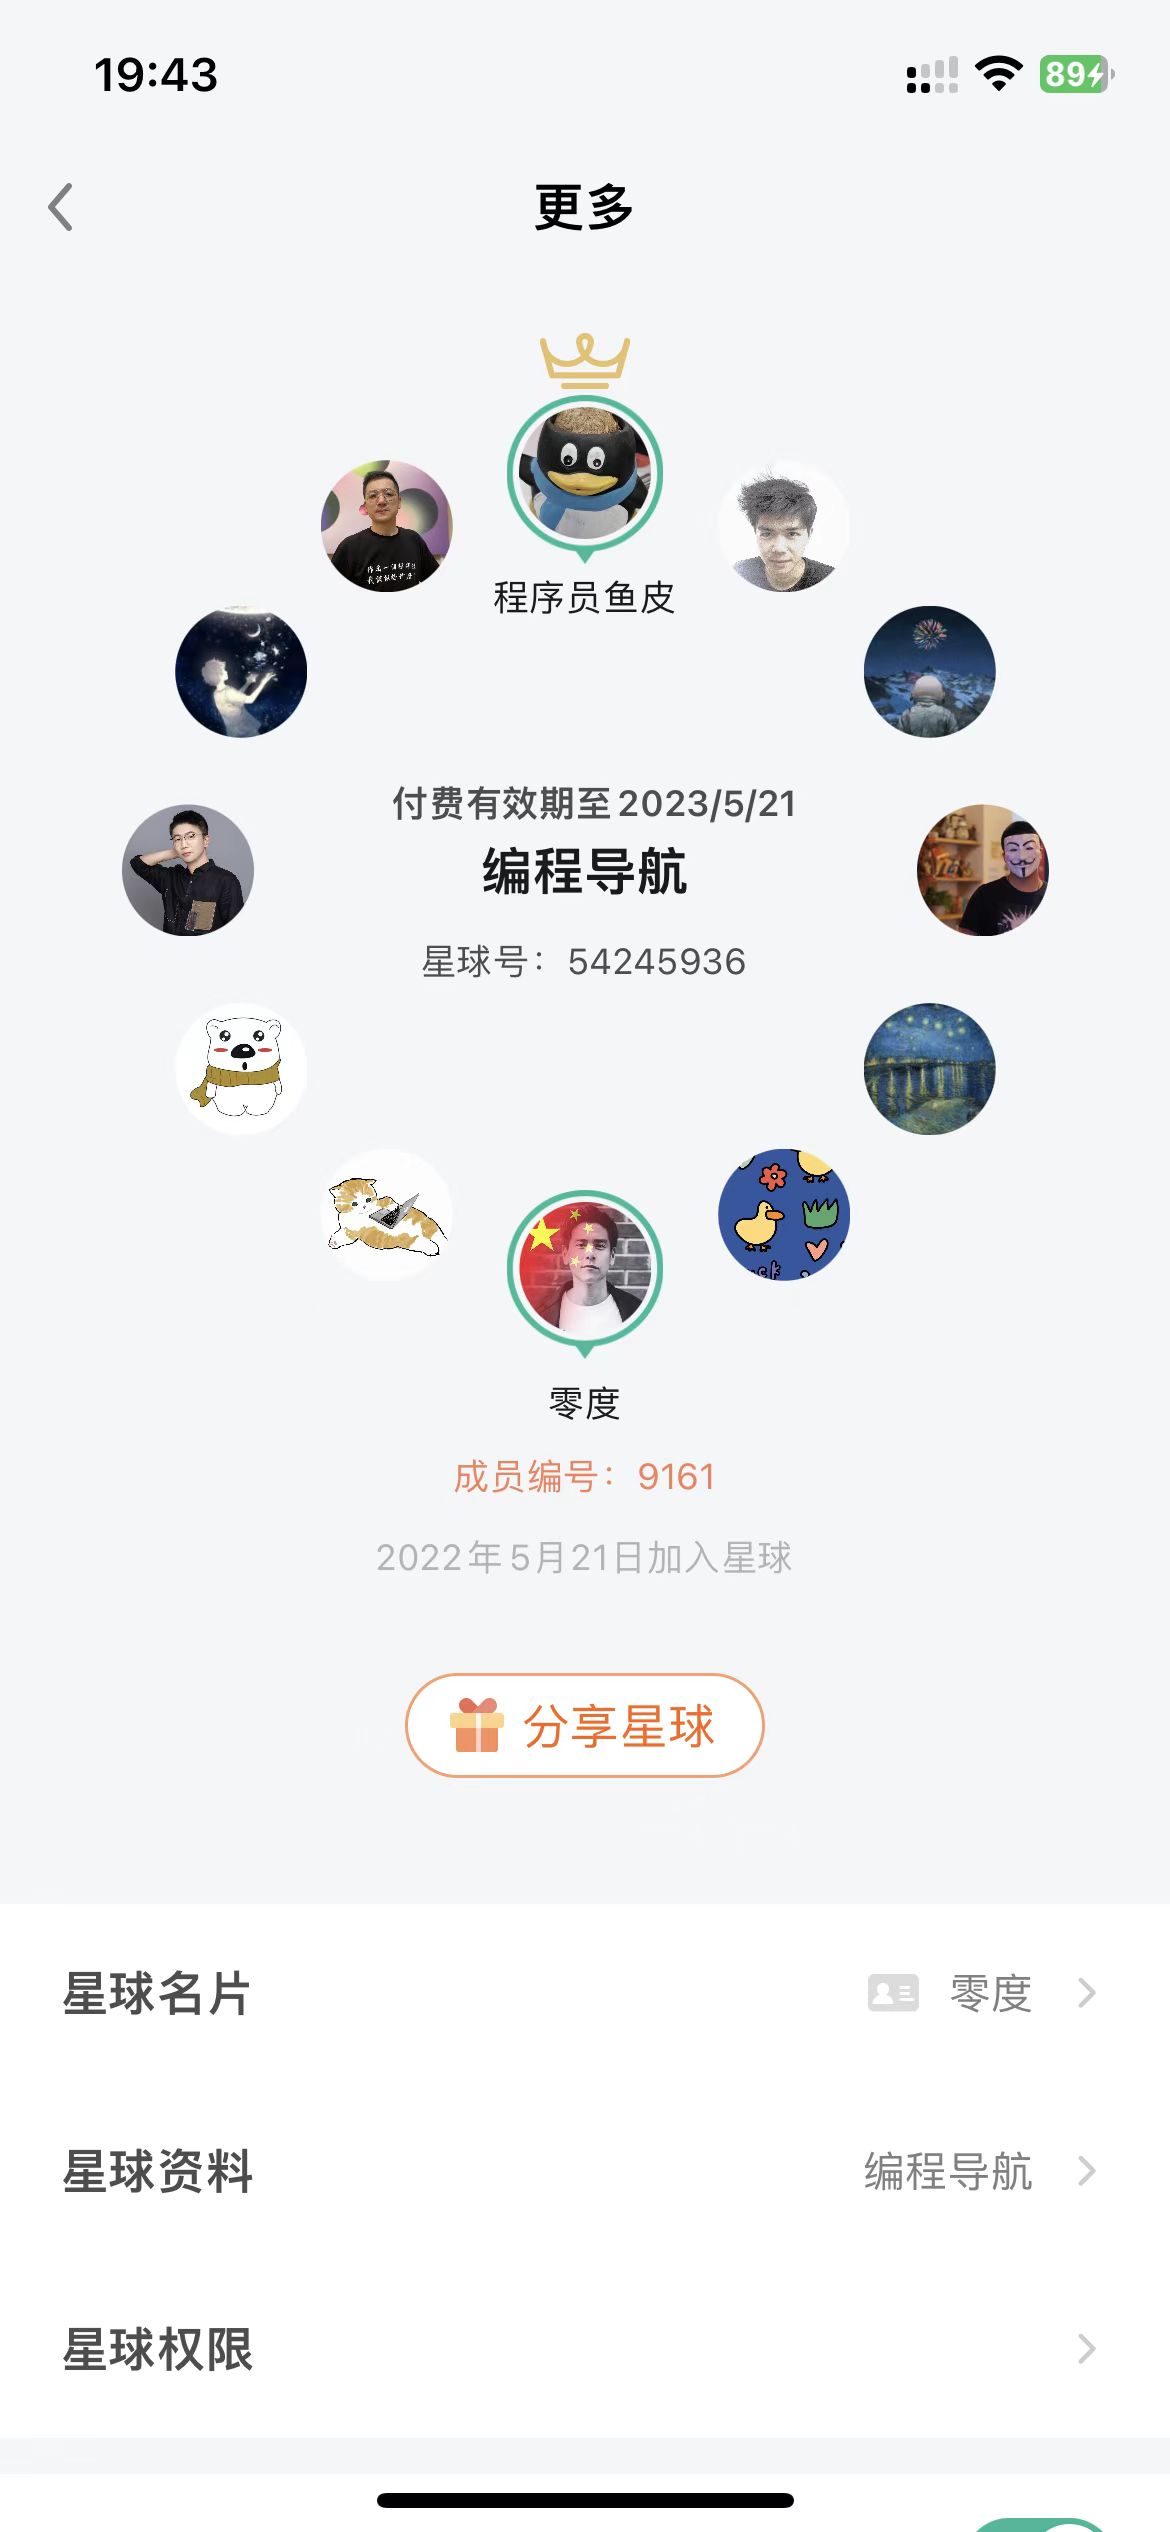 19:43
89
更多
程序员鱼皮
付费有效期至2023/5/21
编程导航
星球号：54245936
零度
成员编号：9161
2022年5月21日加入星球
分享星球
星球名片 零度
星球资料 编程导航
星球权限